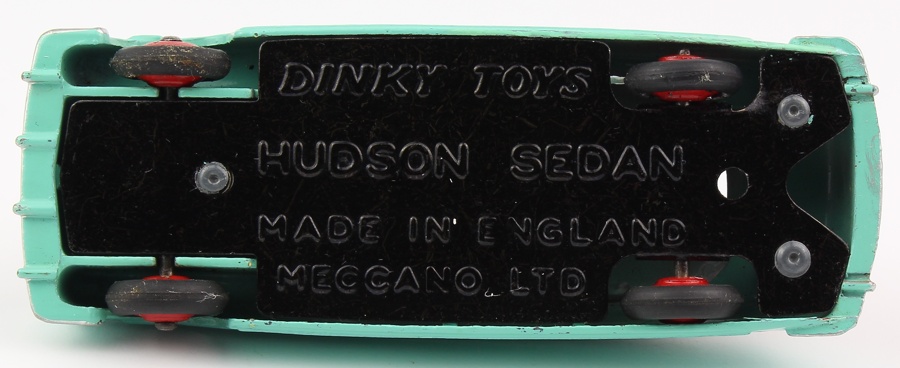 DINKY TOYS
HUDSON SEDAN
MADE IN ENGLAND
MECCANO LTD